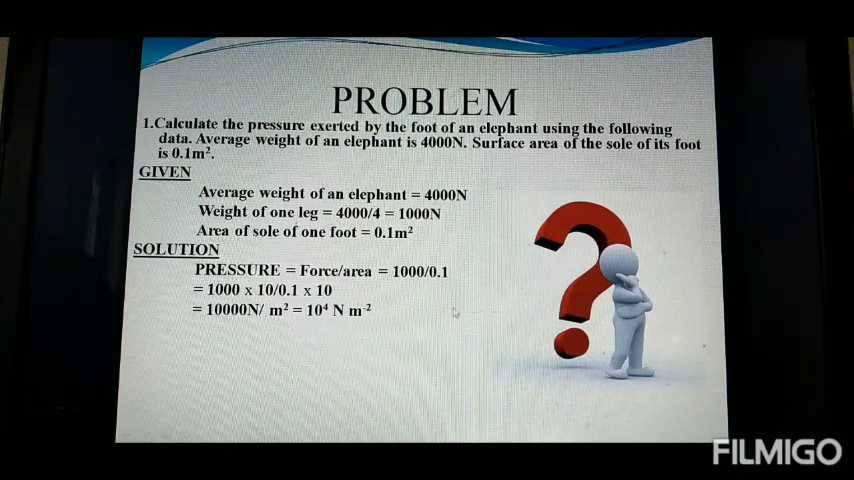 PROBLEM
1.Calculate the pressure exerted by the foot of an elephant using the following
data. Average weight of an elephant is 4000N. Surface area of the sole of its foot
is 0.1m².
GIVEN
Average weight of an elephant = 4000N
Weight of one leg = 4000/4 = 1000N
Area of sole of one foot = 0.1m²
SOLUTION
PRESSURE = Force/area = 1000/0.1
= 1000 x 10/0.1 x 10
= 10000N/ m² = 10⁴ N m⁻²
FILMIGO